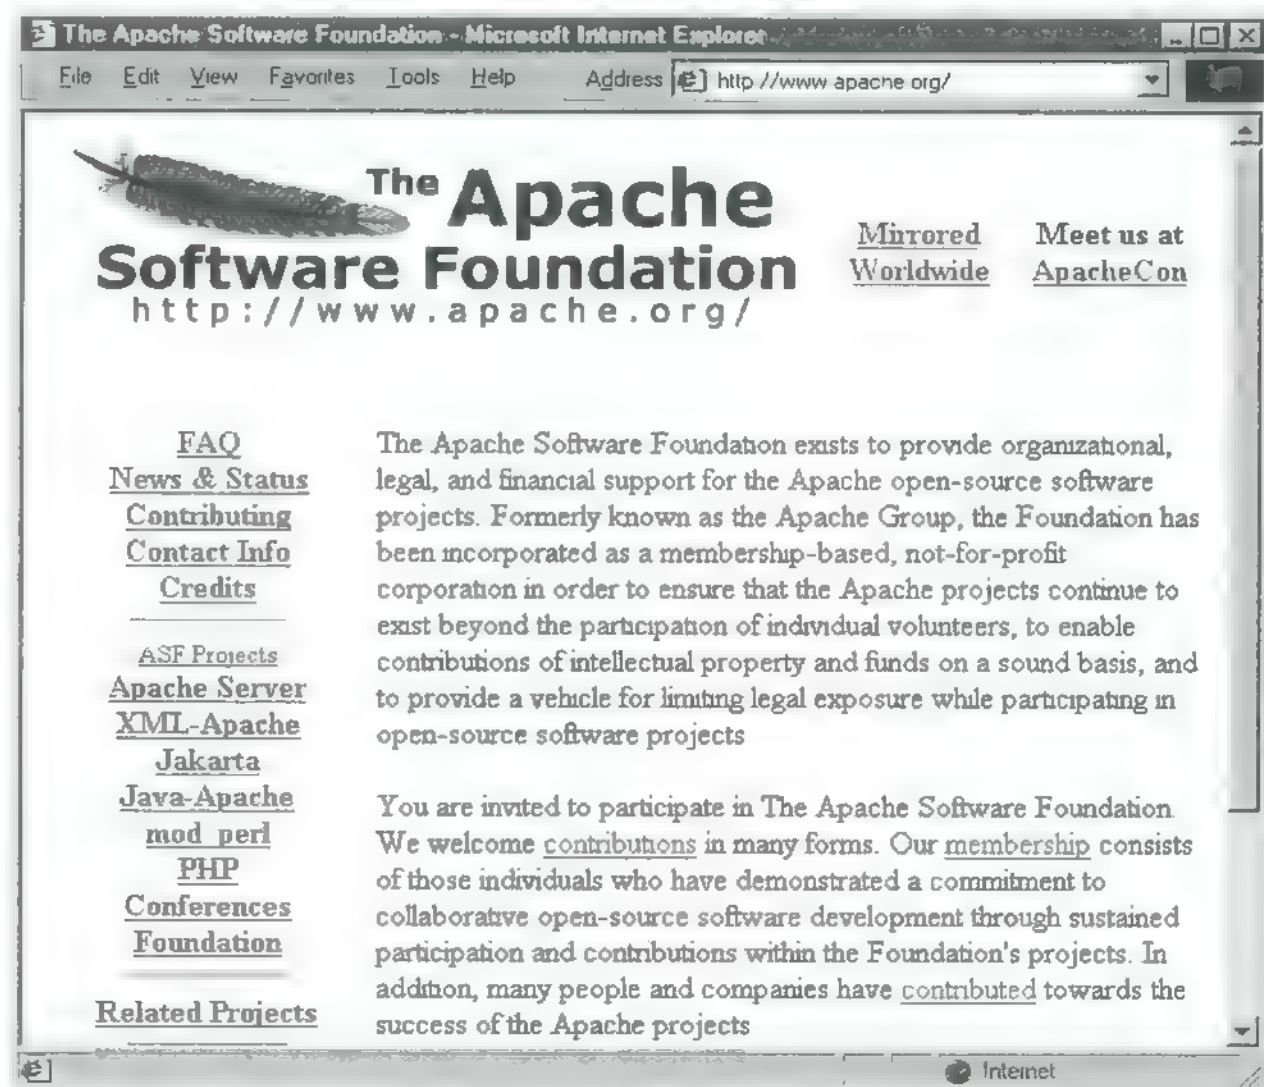 The Apache Software Foundation - Microsoft Internet Explorer
File Edit View Favorites Tools Help Address http //www apache org/
The Apache
Software Foundation
http://www.apache.org/
Mirrored
Worldwide
Meet us at
ApacheCon
FAQ
News & Status
Contributing
Contact Info
Credits
ASF Projects
Apache Server
XML-Apache
Jakarta
Java-Apache
mod_perl
PHP
Conferences
Foundation
Related Projects
The Apache Software Foundation exists to provide organizational,
legal, and financial support for the Apache open-source software
projects. Formerly known as the Apache Group, the Foundation has
been incorporated as a membership-based, not-for-profit
corporation in order to ensure that the Apache projects continue to
exist beyond the participation of individual volunteers, to enable
contributions of intellectual property and funds on a sound basis, and
to provide a vehicle for limiting legal exposure while participating in
open-source software projects
You are invited to participate in The Apache Software Foundation.
We welcome contributions in many forms. Our membership consists
of those individuals who have demonstrated a commitment to
collaborative open-source software development through sustained
participation and contributions within the Foundation's projects. In
addition, many people and companies have contributed towards the
success of the Apache projects
Internet